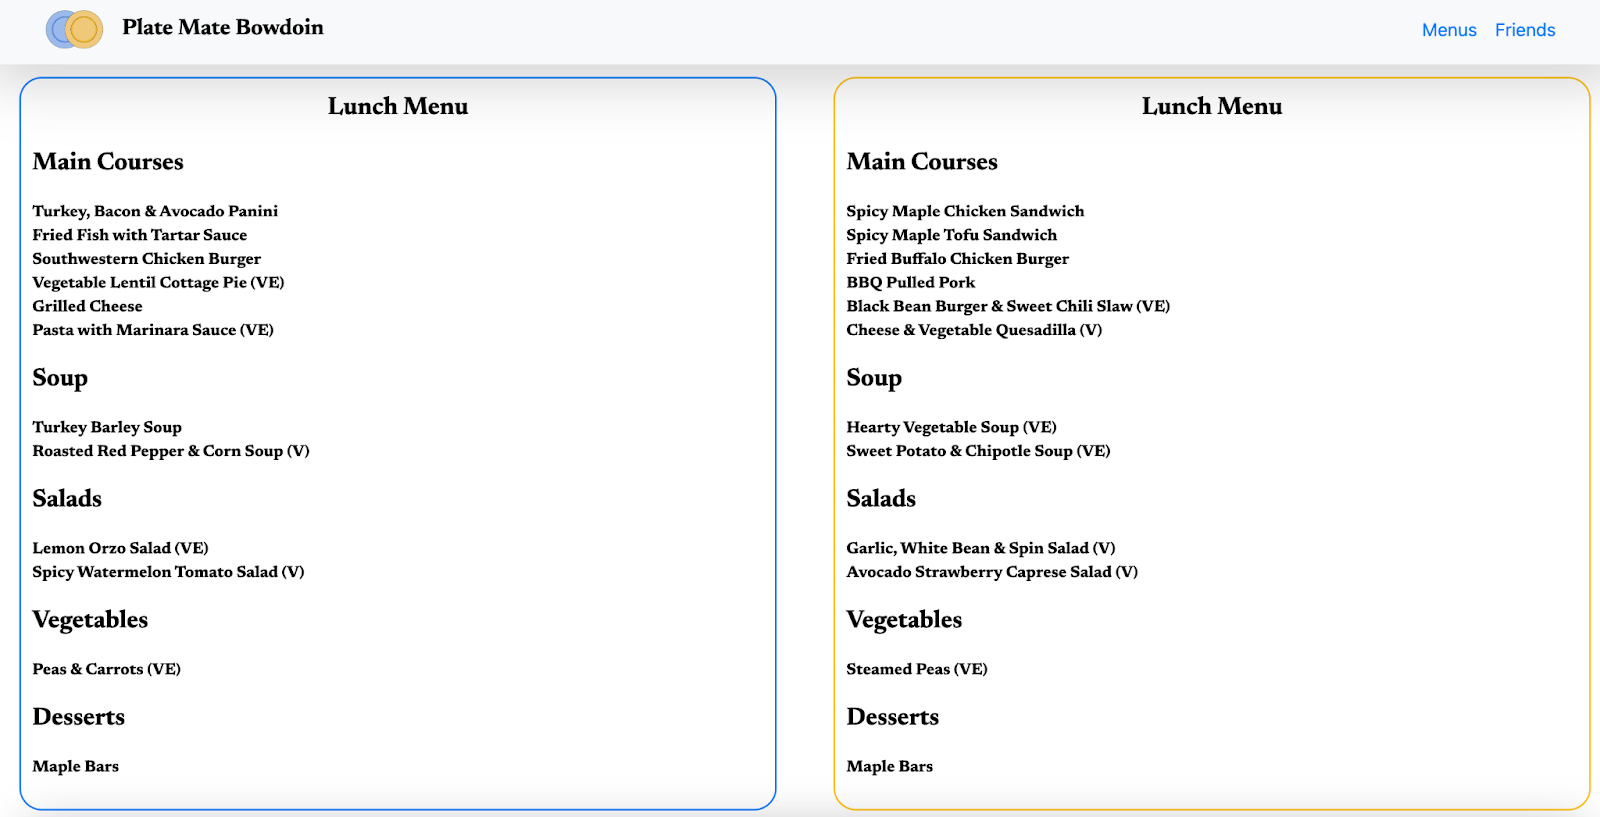 Plate Mate Bowdoin
Menus
Friends
Lunch Menu
Main Courses
Turkey, Bacon & Avocado Panini
Fried Fish with Tartar Sauce
Southwestern Chicken Burger
Vegetable Lentil Cottage Pie (VE)
Grilled Cheese
Pasta with Marinara Sauce (VE)
Soup
Turkey Barley Soup
Roasted Red Pepper & Corn Soup (V)
Salads
Lemon Orzo Salad (VE)
Spicy Watermelon Tomato Salad (V)
Vegetables
Peas & Carrots (VE)
Desserts
Maple Bars
Lunch Menu
Main Courses
Spicy Maple Chicken Sandwich
Spicy Maple Tofu Sandwich
Fried Buffalo Chicken Burger
BBQ Pulled Pork
Black Bean Burger & Sweet Chili Slaw (VE)
Cheese & Vegetable Quesadilla (V)
Soup
Hearty Vegetable Soup (VE)
Sweet Potato & Chipotle Soup (VE)
Salads
Garlic, White Bean & Spin Salad (V)
Avocado Strawberry Caprese Salad (V)
Vegetables
Steamed Peas (VE)
Desserts
Maple Bars